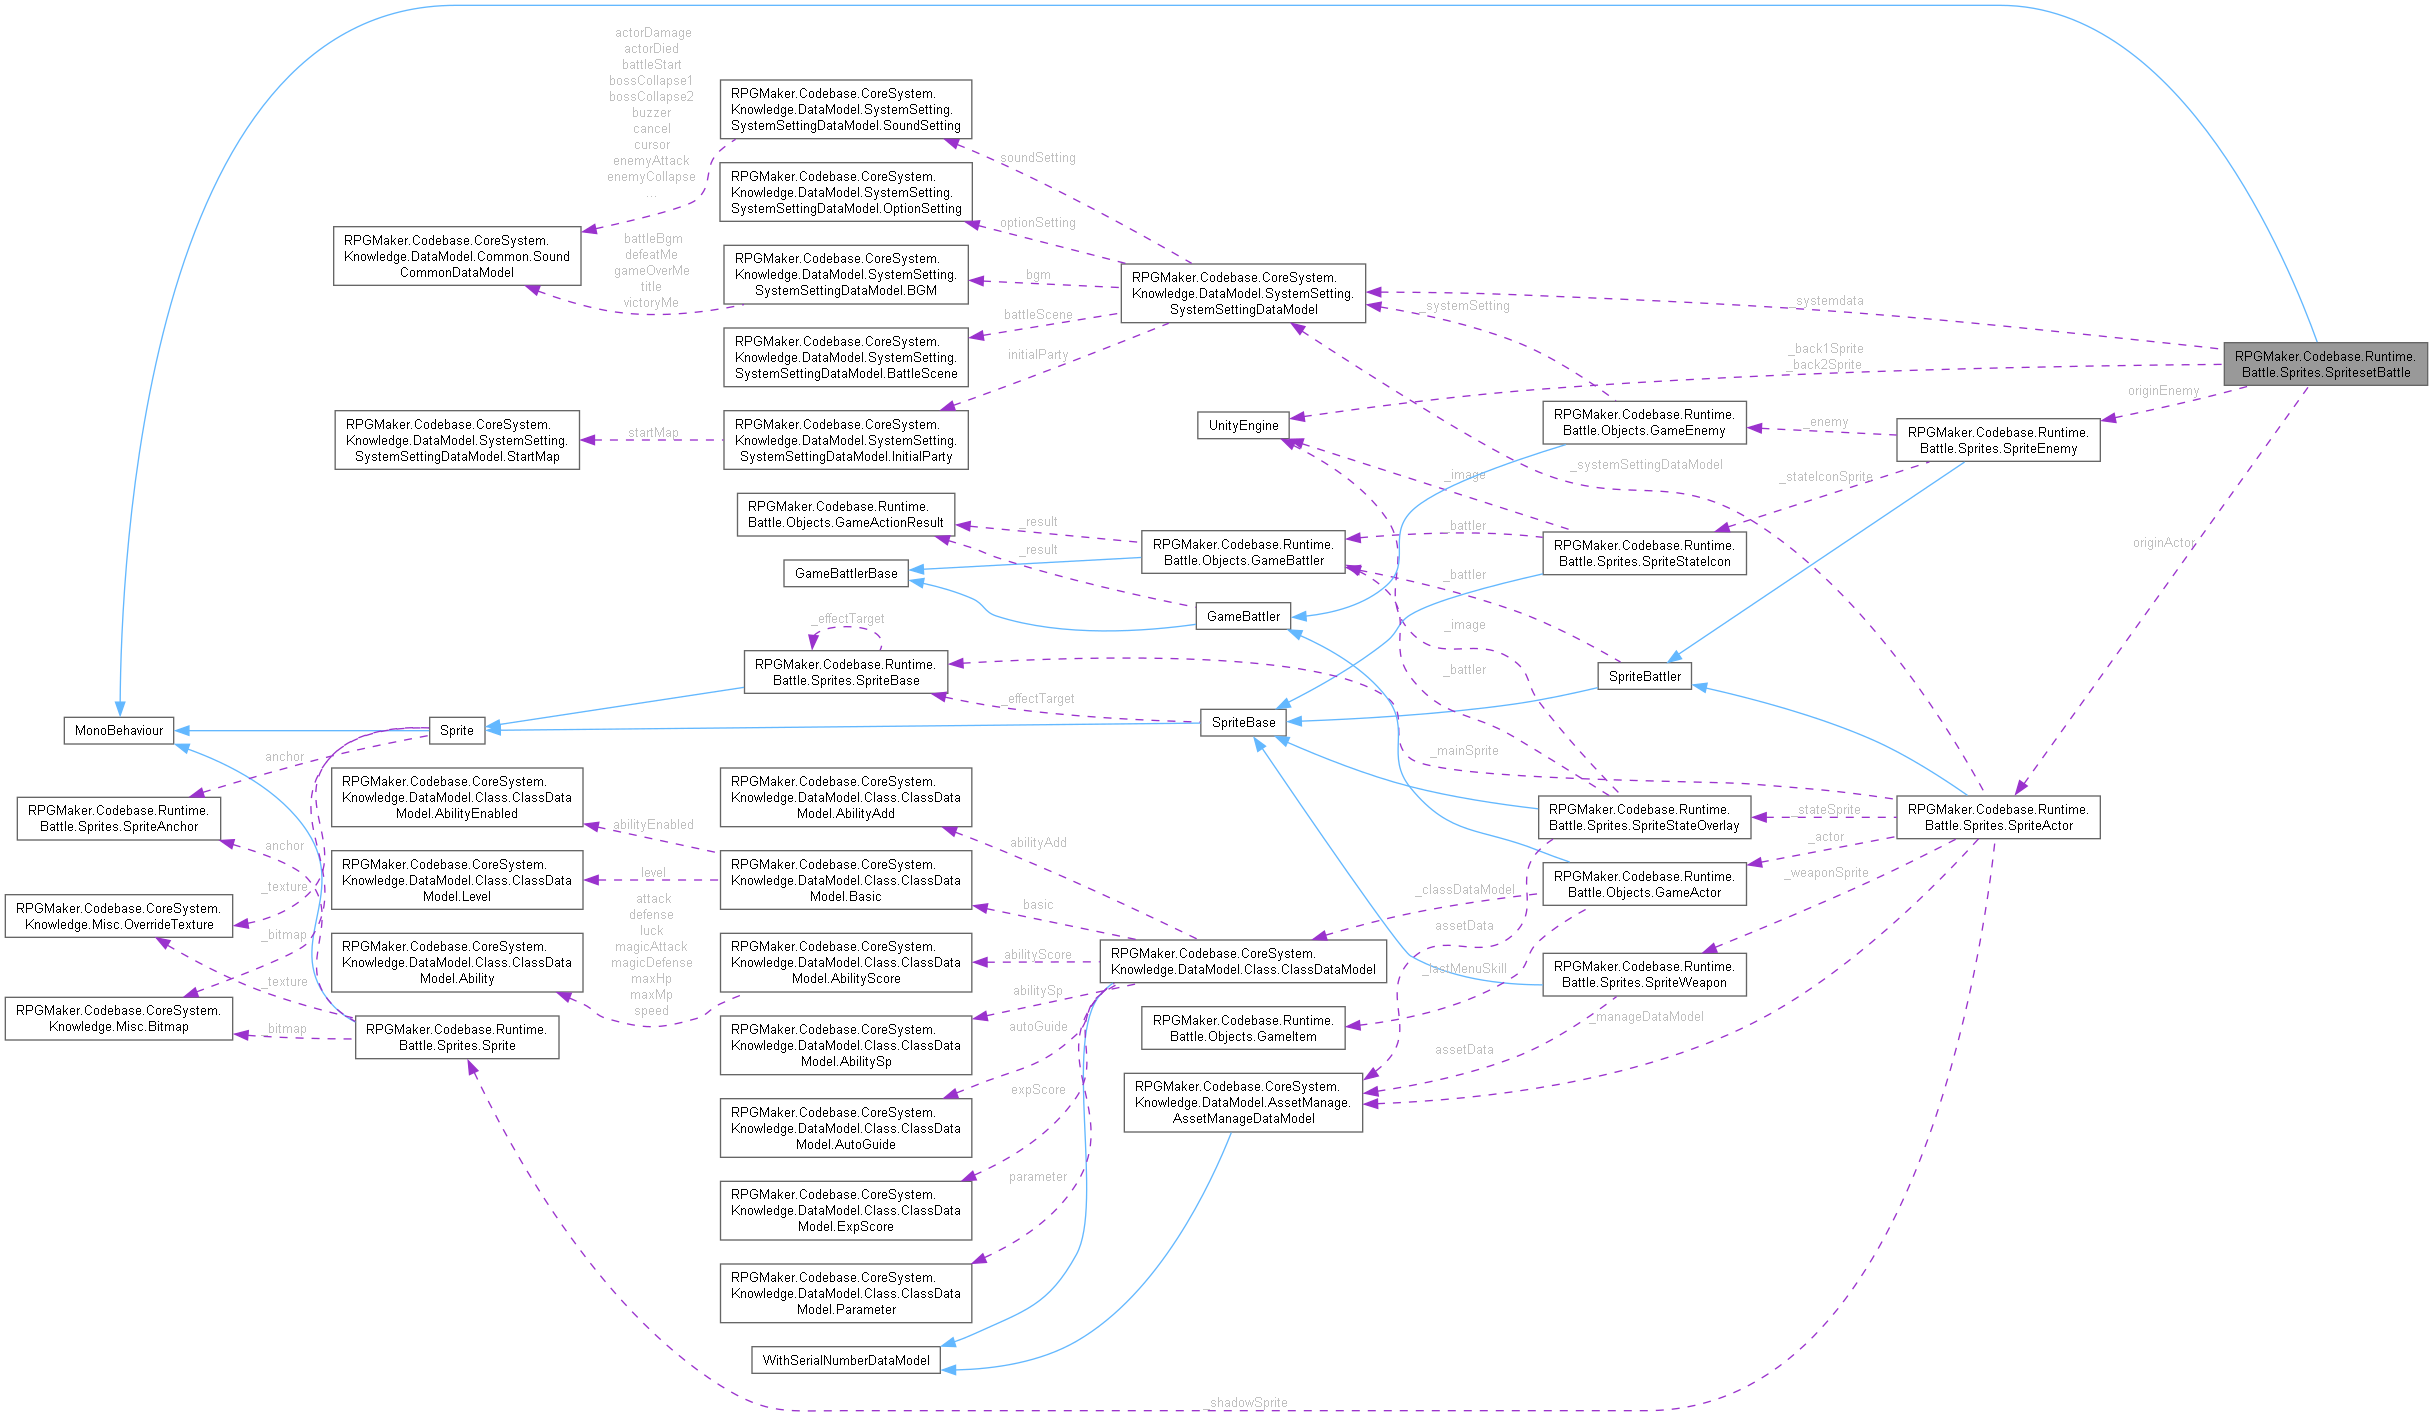 actorDamage
actorDied
battleStart
bossCollapse1
bossCollapse2
buzzer
cancel
cursor
enemyAttack
enemyCollapse
...
RPGMaker.Codebase.CoreSystem.
Knowledge.DataModel.SystemSetting.
SystemSettingDataModel.SoundSetting
soundSetting
RPGMaker.Codebase.CoreSystem.
Knowledge.DataModel.SystemSetting.
SystemSettingDataModel.OptionSetting
optionSetting
RPGMaker.Codebase.CoreSystem.
Knowledge.DataModel.Common.Sound
CommonDataModel
battleBgm
defeatMe
gameOverMe
title
victoryMe
RPGMaker.Codebase.CoreSystem.
Knowledge.DataModel.SystemSetting.
SystemSettingDataModel.BGM
bgm
RPGMaker.Codebase.CoreSystem.
Knowledge.DataModel.SystemSetting.
SystemSettingDataModel
_systemSetting
_systemdata
battleScene
RPGMaker.Codebase.CoreSystem.
Knowledge.DataModel.SystemSetting.
SystemSettingDataModel.BattleScene
initialParty
_back1Sprite
_back2Sprite
RPGMaker.Codebase.Runtime.
Battle.Sprites.SpritesetBattle
originEnemy
RPGMaker.Codebase.CoreSystem.
Knowledge.DataModel.SystemSetting.
SystemSettingDataModel.StartMap
startMap
RPGMaker.Codebase.CoreSystem.
Knowledge.DataModel.SystemSetting.
SystemSettingDataModel.InitialParty
UnityEngine
RPGMaker.Codebase.Runtime.
Battle.Objects.GameEnemy
_enemy
RPGMaker.Codebase.Runtime.
Battle.Sprites.SpriteEnemy
_systemSettingDataModel
_image
_stateIconSprite
RPGMaker.Codebase.Runtime.
Battle.Objects.GameActionResult
_result
_result
RPGMaker.Codebase.Runtime.
Battle.Objects.GameBattler
_battler
RPGMaker.Codebase.Runtime.
Battle.Sprites.SpriteStateIcon
originActor
GameBattlerBase
_battler
GameBattler
_effectTarget
_image
RPGMaker.Codebase.Runtime.
Battle.Sprites.SpriteBase
_battler
SpriteBattler
_effectTarget
MonoBehaviour
Sprite
SpriteBase
_mainSprite
anchor
RPGMaker.Codebase.Runtime.
Battle.Sprites.SpriteAnchor
RPGMaker.Codebase.CoreSystem.
Knowledge.DataModel.Class.ClassData
Model.AbilityEnabled
abilityEnabled
RPGMaker.Codebase.CoreSystem.
Knowledge.DataModel.Class.ClassData
Model.AbilityAdd
abilityAdd
RPGMaker.Codebase.Runtime.
Battle.Sprites.SpriteStateOverlay
_stateSprite
RPGMaker.Codebase.Runtime.
Battle.Sprites.SpriteActor
_actor
anchor
_texture
RPGMaker.Codebase.CoreSystem.
Knowledge.DataModel.Class.ClassData
Model.Level
level
RPGMaker.Codebase.CoreSystem.
Knowledge.DataModel.Class.ClassData
Model.Basic
basic
_classDataModel
RPGMaker.Codebase.Runtime.
Battle.Objects.GameActor
_weaponSprite
RPGMaker.Codebase.CoreSystem.
Knowledge.Misc.OverrideTexture
_bitmap
attack
defense
luck
magicAttack
magicDefense
maxHp
maxMp
speed
assetData
RPGMaker.Codebase.CoreSystem.
Knowledge.DataModel.Class.ClassData
Model.Ability
RPGMaker.Codebase.CoreSystem.
Knowledge.DataModel.Class.ClassData
Model.AbilityScore
abilityScore
RPGMaker.Codebase.CoreSystem.
Knowledge.DataModel.Class.ClassDataModel
_lastMenuSkill
RPGMaker.Codebase.Runtime.
Battle.Sprites.SpriteWeapon
_texture
abilitySp
RPGMaker.Codebase.CoreSystem.
Knowledge.Misc.Bitmap
_bitmap
RPGMaker.Codebase.Runtime.
Battle.Sprites.Sprite
RPGMaker.Codebase.CoreSystem.
Knowledge.DataModel.Class.ClassData
Model.AbilitySp
autoGuide
RPGMaker.Codebase.Runtime.
Battle.Objects.GameItem
_manageDataModel
assetData
expScore
RPGMaker.Codebase.CoreSystem.
Knowledge.DataModel.AssetManage.
AssetManageDataModel
RPGMaker.Codebase.CoreSystem.
Knowledge.DataModel.Class.ClassData
Model.AutoGuide
parameter
RPGMaker.Codebase.CoreSystem.
Knowledge.DataModel.Class.ClassData
Model.ExpScore
RPGMaker.Codebase.CoreSystem.
Knowledge.DataModel.Class.ClassData
Model.Parameter
WithSerialNumberDataModel
_shadowSprite